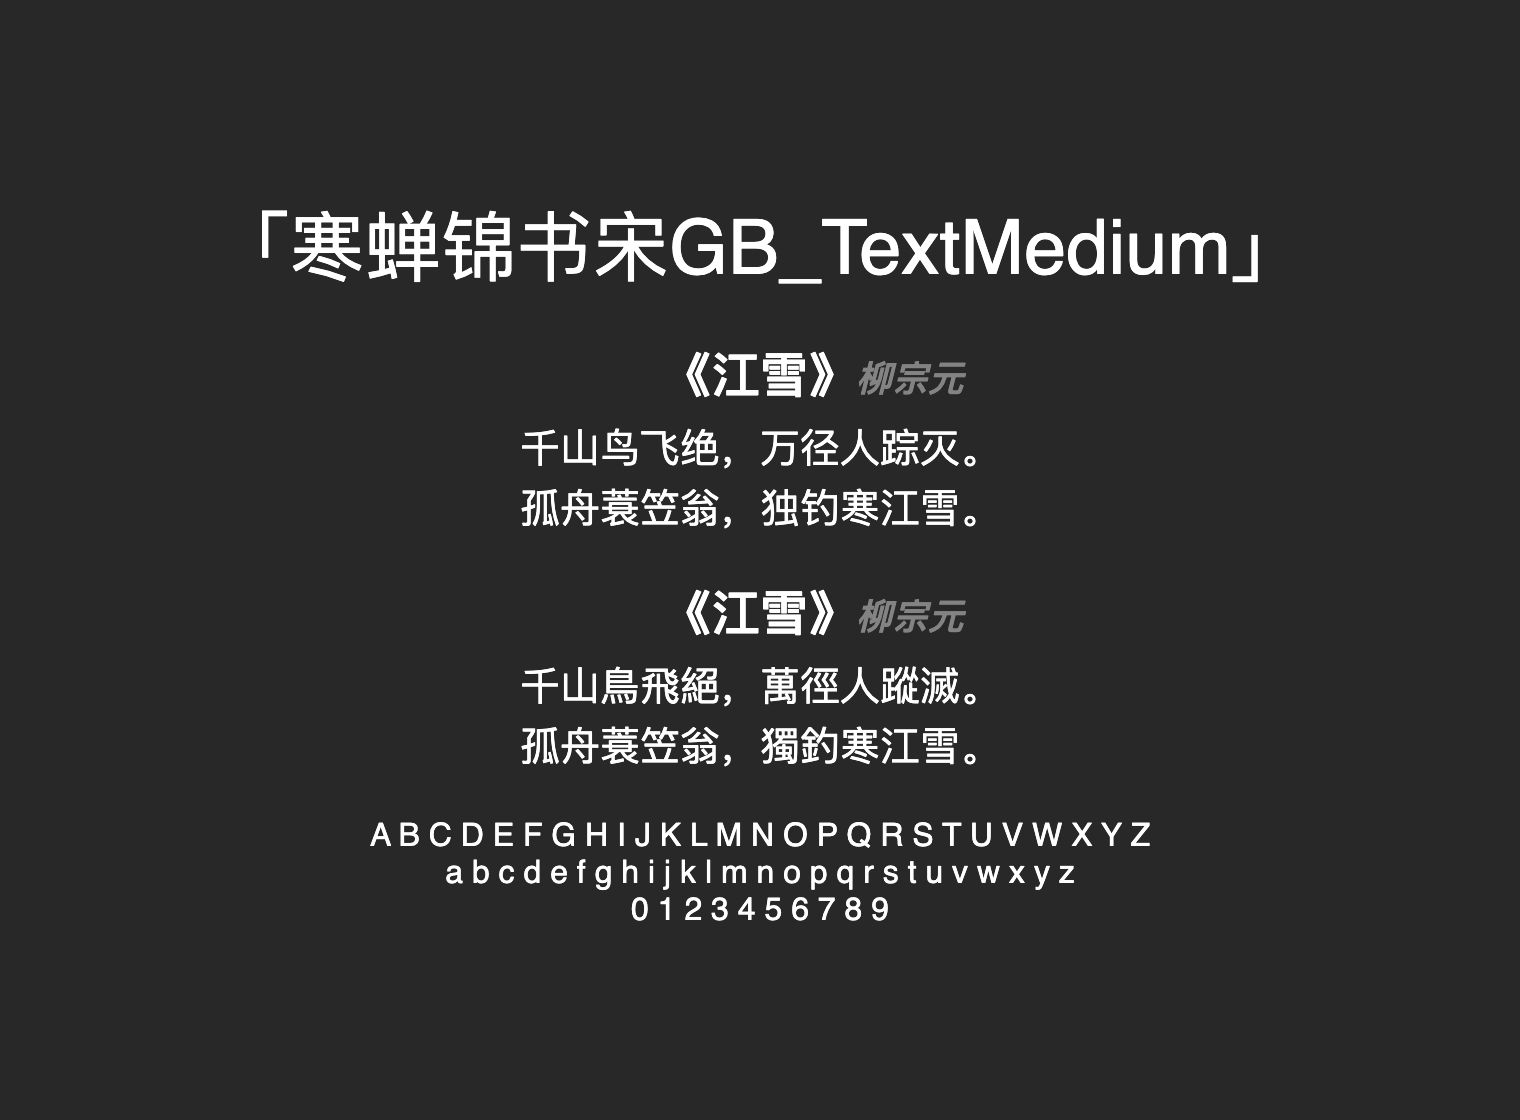 「寒蝉锦书宋GB_TextMedium」
《江雪》柳宗元
千山鸟飞绝，万径人踪灭。
孤舟蓑笠翁，独钓寒江雪。
《江雪》柳宗元
千山鳥飛絕，萬徑人蹤滅。
孤舟蓑笠翁，獨釣寒江雪。
A B C D E F G H I J K L M N O P Q R S T U V W X Y Z
a b c d e f g h i j k l m n o p q r s t u v w x y z
0 1 2 3 4 5 6 7 8 9